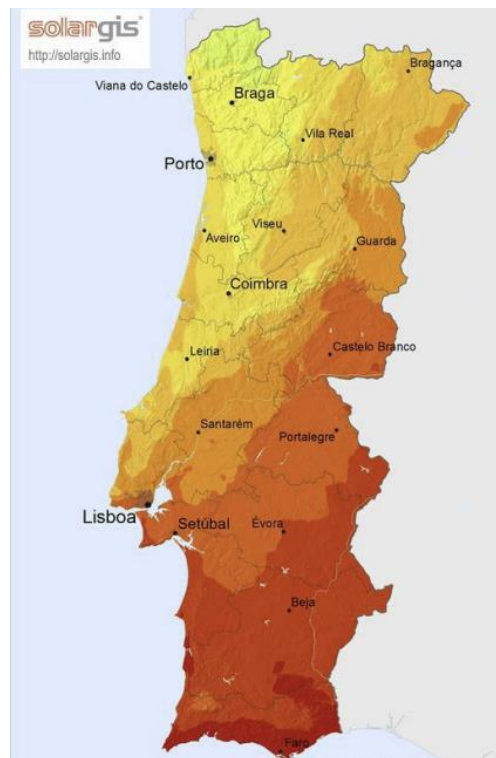 solargis
http://solargis.info
Bragança
Viana do Castelo
Braga
Vila Real
Porto
Viseu
Aveiro
Guarda
Coimbra
Leiria
Castelo Branco
Santarém
Portalegre
Lisboa
Setúbal
Évora
Beja
Faro